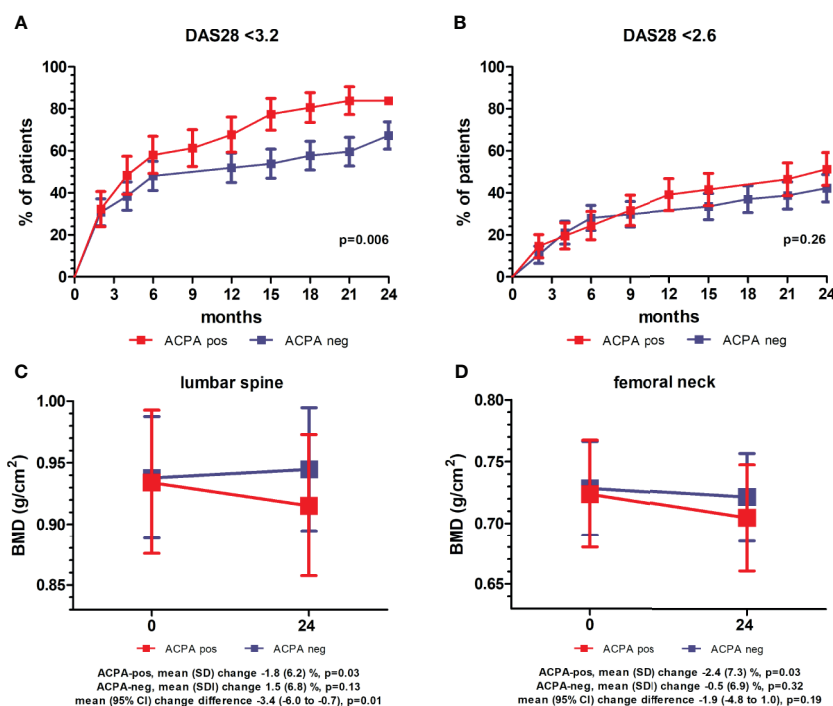 A
DAS28 <3.2
100
80
60
40
20
0
% of patients
p=0.006
0 3 6 9 12 15 18 21 24
months
ACPA pos ACPA neg
B
DAS28 <2.6
100
80
60
40
20
0
% of patients
p=0.26
0 3 6 9 12 15 18 21 24
months
ACPA pos ACPA neg
C
lumbar spine
1.00
0.95
0.90
0.85
BMD (g/cm²)
0 24
ACPA pos ACPA neg
ACPA-pos, mean (SD) change -1.8 (6.2) %, p=0.03
ACPA-neg, mean (SDI) change 1.5 (6.8) %, p=0.13
mean (95% CI) change difference -3.4 (-6.0 to -0.7), p=0.01
D
femoral neck
0.80
0.75
0.70
0.65
BMD (g/cm²)
0 24
ACPA pos ACPA neg
ACPA-pos, mean (SD) change -2.4 (7.3) %, p=0.03
ACPA-neg, mean (SDI) change -0.5 (6.9) %, p=0.32
mean (95% CI) change difference -1.9 (-4.8 to 1.0), p=0.19